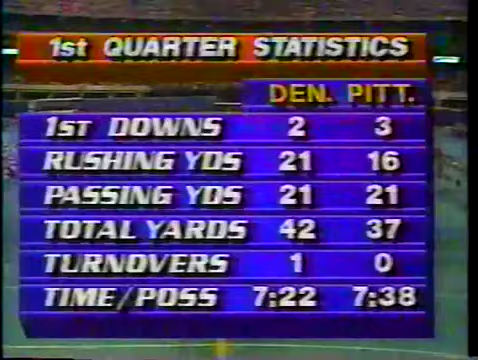 1st QUARTER STATISTICS
DEN. PITT.
1ST DOWNS 2 3
RUSHING YDS 21 16
PASSING YDS 21 21
TOTAL YARDS 42 37
TURNOVERS 1 0
TIME/POSS 7:22 7:38